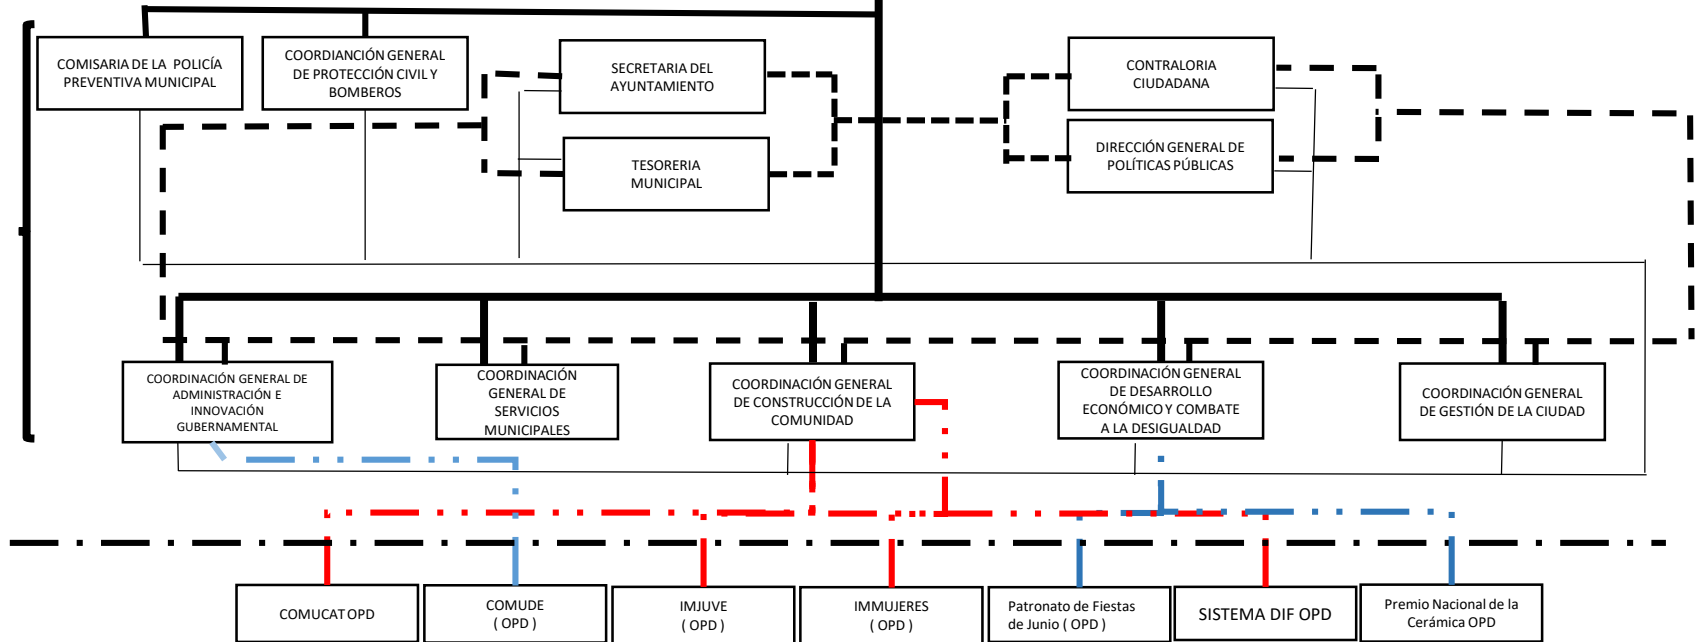 COMISARIA DE LA POLICÍA
PREVENTIVA MUNICIPAL
COORDIANCIÓN GENERAL
DE PROTECCIÓN CIVIL Y
BOMBEROS
SECRETARIA DEL
AYUNTAMIENTO
CONTRALORIA
CIUDADANA
TESORERIA
MUNICIPAL
DIRECCIÓN GENERAL DE
POLÍTICAS PÚBLICAS
COORDINACIÓN GENERAL DE
ADMINISTRACIÓN E
INNOVACIÓN
GUBERNAMENTAL
COORDINACIÓN
GENERAL DE
SERVICIOS
MUNICIPALES
COORDINACIÓN GENERAL
DE CONSTRUCCIÓN DE LA
COMUNIDAD
COORDINACIÓN GENERAL
DE DESARROLLO
ECONÓMICO Y COMBATE
A LA DESIGUALDAD
COORDINACIÓN GENERAL
DE GESTIÓN DE LA CIUDAD
COMUCAT OPD
COMUDE
( OPD )
IMJUVE
( OPD )
IMMUJERES
( OPD )
Patronato de Fiestas
de Junio ( OPD )
SISTEMA DIF OPD
Premio Nacional de la
Cerámica OPD